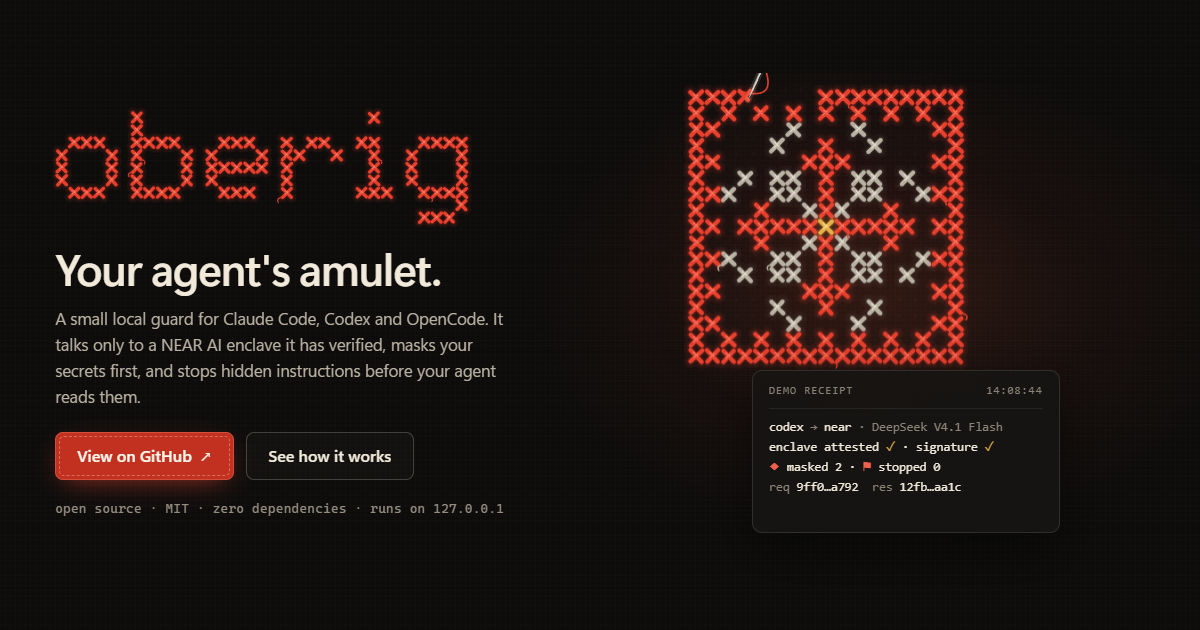 oberig
Your agent's amulet.
A small local guard for Claude Code, Codex and OpenCode. It
talks only to a NEAR AI enclave it has verified, masks your
secrets first, and stops hidden instructions before your agent
reads them.
View on GitHub ↗
See how it works
open source · MIT · zero dependencies · runs on 127.0.0.1
DEMO RECEIPT 14:08:44
codex → near · DeepSeek V4.1 Flash
enclave attested ✓ · signature ✓
◆ masked 2 · ⚑ stopped 0
req 9ff0…a792 res 12fb…aa1c